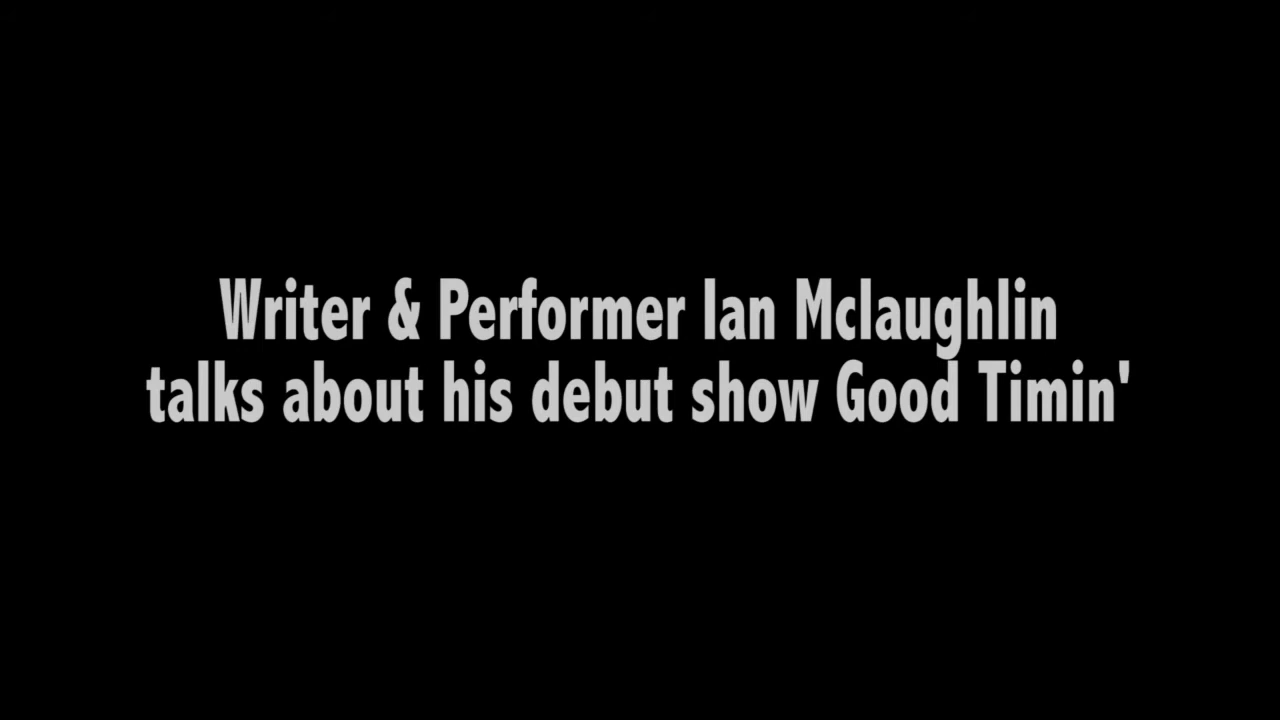 Writer & Performer Ian Mclaughlin
talks about his debut show Good Timin'